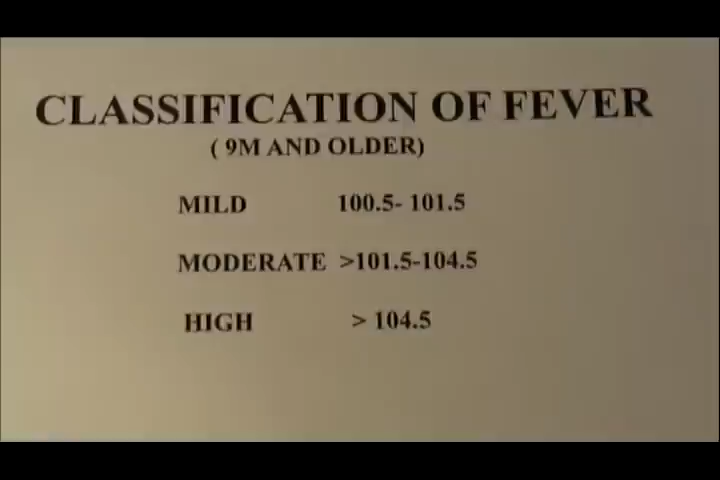 CLASSIFICATION OF FEVER
( 9M AND OLDER)
MILD 100.5- 101.5
MODERATE >101.5-104.5
HIGH > 104.5